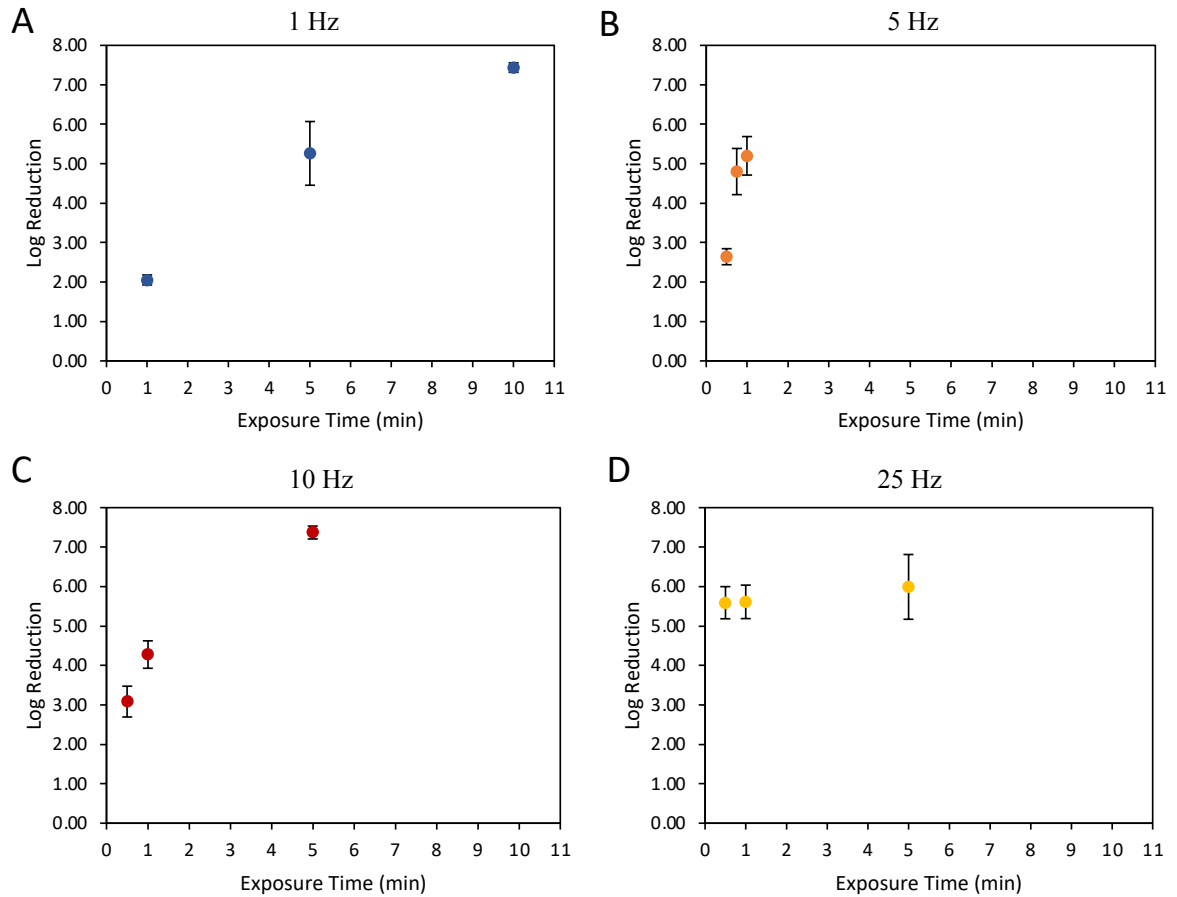 A
1 Hz
8.00
7.00
6.00
5.00
4.00
3.00
2.00
1.00
0.00
Log Reduction
0 1 2 3 4 5 6 7 8 9 10 11
Exposure Time (min)
B
5 Hz
8.00
7.00
6.00
5.00
4.00
3.00
2.00
1.00
0.00
Log Reduction
0 1 2 3 4 5 6 7 8 9 10 11
Exposure Time (min)
C
10 Hz
8.00
7.00
6.00
5.00
4.00
3.00
2.00
1.00
0.00
Log Reduction
0 1 2 3 4 5 6 7 8 9 10 11
Exposure Time (min)
D
25 Hz
8.00
7.00
6.00
5.00
4.00
3.00
2.00
1.00
0.00
Log Reduction
0 1 2 3 4 5 6 7 8 9 10 11
Exposure Time (min)